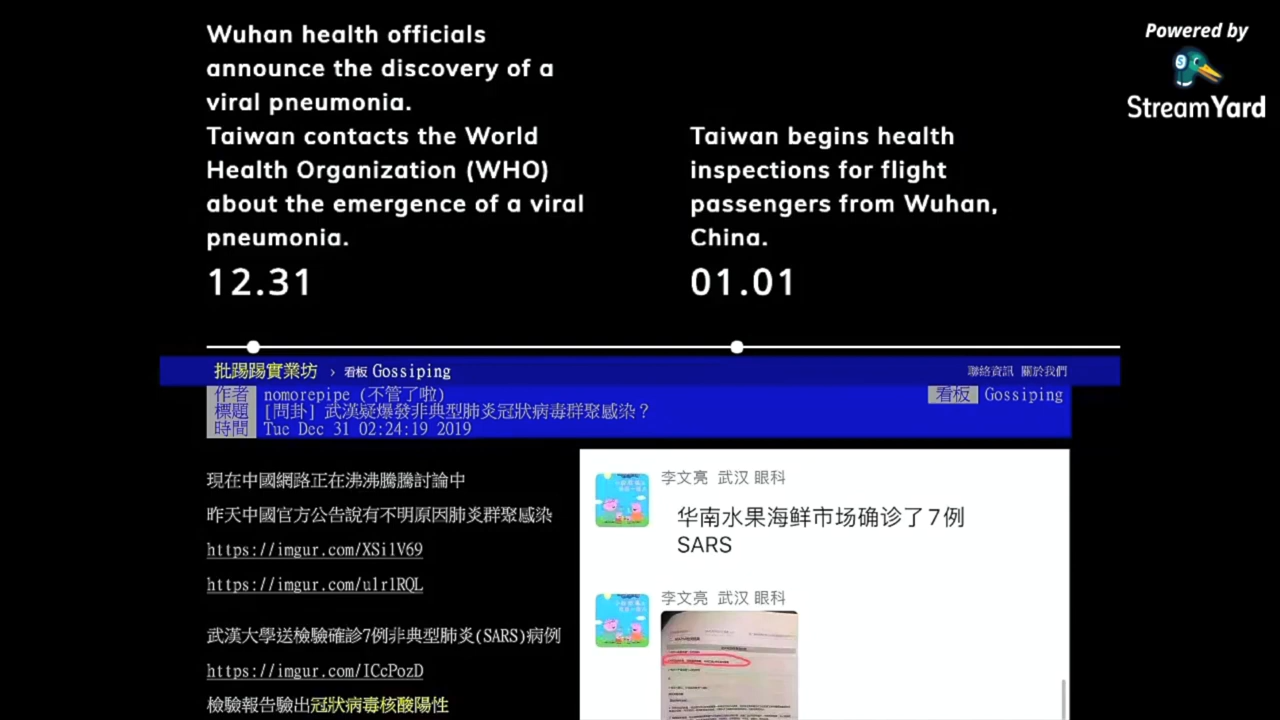 Wuhan health officials
announce the discovery of a
viral pneumonia.
Taiwan contacts the World
Health Organization (WHO)
about the emergence of a viral
pneumonia.
12.31
Taiwan begins health
inspections for flight
passengers from Wuhan,
China.
01.01
Powered by
StreamYard
批踢踢實業坊 › 看板 Gossiping
聯絡資訊 關於我們
作者 nomorepipe (不管了啦)
看板 Gossiping
標題 [問卦] 武漢疑爆發非典型肺炎冠狀病毒群聚感染?
時間 Tue Dec 31 02:24:19 2019
現在中國網路正在沸沸騰騰討論中
昨天中國官方公告說有不明原因肺炎群聚感染
https://imgur.com/XSilV69
https://imgur.com/u1rlRQL
武漢大學送檢驗確診7例非典型肺炎(SARS)病例
https://imgur.com/ICcPozD
檢驗報告驗出冠狀病毒核酸陽性
李文亮 武汉 眼科
华南水果海鲜市场确诊了7例
SARS
李文亮 武汉 眼科